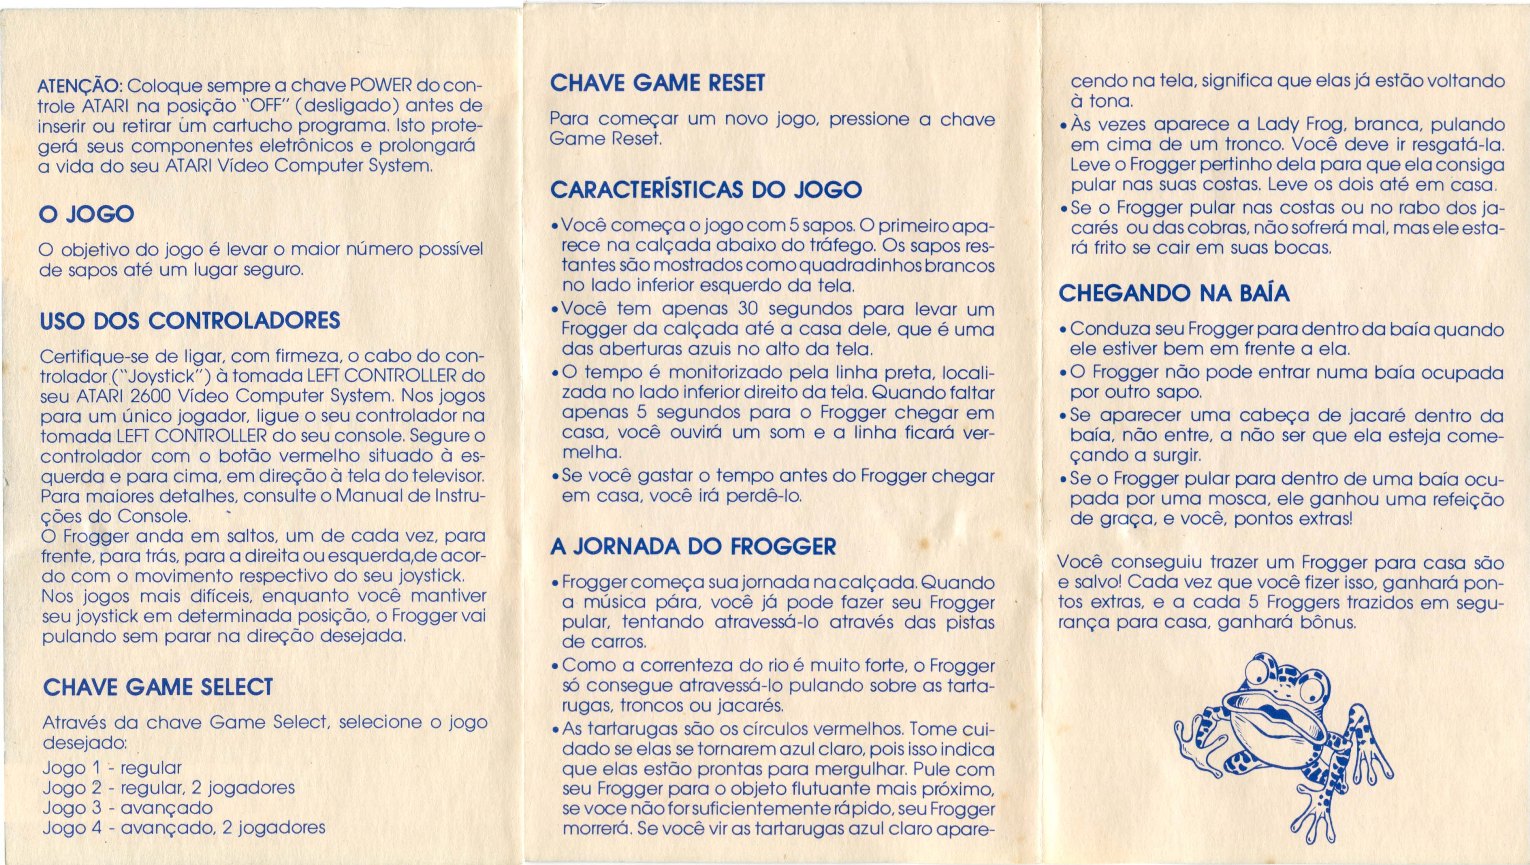 ATENÇÃO: Coloque sempre a chave POWER do con-
trole ATARI na posição "OFF" (desligado) antes de
inserir ou retirar um cartucho programa. Isto prote-
gerá seus componentes eletrônicos e prolongará
a vida do seu ATARI Vídeo Computer System.
O JOGO
O objetivo do jogo é levar o maior número possível
de sapos até um lugar seguro.
USO DOS CONTROLADORES
Certifique-se de ligar, com firmeza, o cabo do con-
trolador ("Joystick") à tomada LEFT CONTROLLER do
seu ATARI 2600 Vídeo Computer System. Nos jogos
para um único jogador, ligue o seu controlador na
tomada LEFT CONTROLLER do seu console. Segure o
controlador com o botão vermelho situado à es-
querda e para cima, em direção à tela do televisor.
Para maiores detalhes, consulte o Manual de Instru-
ções do Console.
O Frogger anda em saltos, um de cada vez, para
frente, para trás, para a direita ou esquerda,de acor-
do com o movimento respectivo do seu joystick.
Nos jogos mais difíceis, enquanto você mantiver
seu joystick em determinada posição, o Frogger vai
pulando sem parar na direção desejada.
CHAVE GAME SELECT
Através da chave Game Select, selecione o jogo
desejado:
Jogo 1 - regular
Jogo 2 - regular, 2 jogadores
Jogo 3 - avançado
Jogo 4 - avançado, 2 jogadores
CHAVE GAME RESET
Para começar um novo jogo, pressione a chave
Game Reset.
CARACTERÍSTICAS DO JOGO
• Você começa o jogo com 5 sapos. O primeiro apa-
rece na calçada abaixo do tráfego. Os sapos res-
tantes são mostrados como quadradinhos brancos
no lado inferior esquerdo da tela.
• Você tem apenas 30 segundos para levar um
Frogger da calçada até a casa dele, que é uma
das aberturas azuis no alto da tela.
• O tempo é monitorizado pela linha preta, locali-
zada no lado inferior direito da tela. Quando faltar
apenas 5 segundos para o Frogger chegar em
casa, você ouvirá um som e a linha ficará ver-
melha.
• Se você gastar o tempo antes do Frogger chegar
em casa, você irá perdê-lo.
A JORNADA DO FROGGER
• Frogger começa sua jornada na calçada. Quando
a música pára, você já pode fazer seu Frogger
pular, tentando atravessá-lo através das pistas
de carros.
• Como a correnteza do rio é muito forte, o Frogger
só consegue atravessá-lo pulando sobre as tarta-
rugas, troncos ou jacarés.
• As tartarugas são os círculos vermelhos. Tome cui-
dado se elas se tornarem azul claro, pois isso indica
que elas estão prontas para mergulhar. Pule com
seu Frogger para o objeto flutuante mais próximo,
se voce não for suficientemente rápido, seu Frogger
morrerá. Se você vir as tartarugas azul claro apare-
cendo na tela, significa que elas já estão voltando
à tona.
• Às vezes aparece a Lady Frog, branca, pulando
em cima de um tronco. Você deve ir resgatá-la.
Leve o Frogger pertinho dela para que ela consiga
pular nas suas costas. Leve os dois até em casa.
• Se o Frogger pular nas costas ou no rabo dos ja-
carés ou das cobras, não sofrerá mal, mas ele esta-
rá frito se cair em suas bocas.
CHEGANDO NA BAÍA
• Conduza seu Frogger para dentro da baía quando
ele estiver bem em frente a ela.
• O Frogger não pode entrar numa baía ocupada
por outro sapo.
• Se aparecer uma cabeça de jacaré dentro da
baía, não entre, a não ser que ela esteja come-
çando a surgir.
• Se o Frogger pular para dentro de uma baía ocu-
pada por uma mosca, ele ganhou uma refeição
de graça, e você, pontos extras!
Você conseguiu trazer um Frogger para casa são
e salvo! Cada vez que você fizer isso, ganhará pon-
tos extras, e a cada 5 Froggers trazidos em segu-
rança para casa, ganhará bônus.